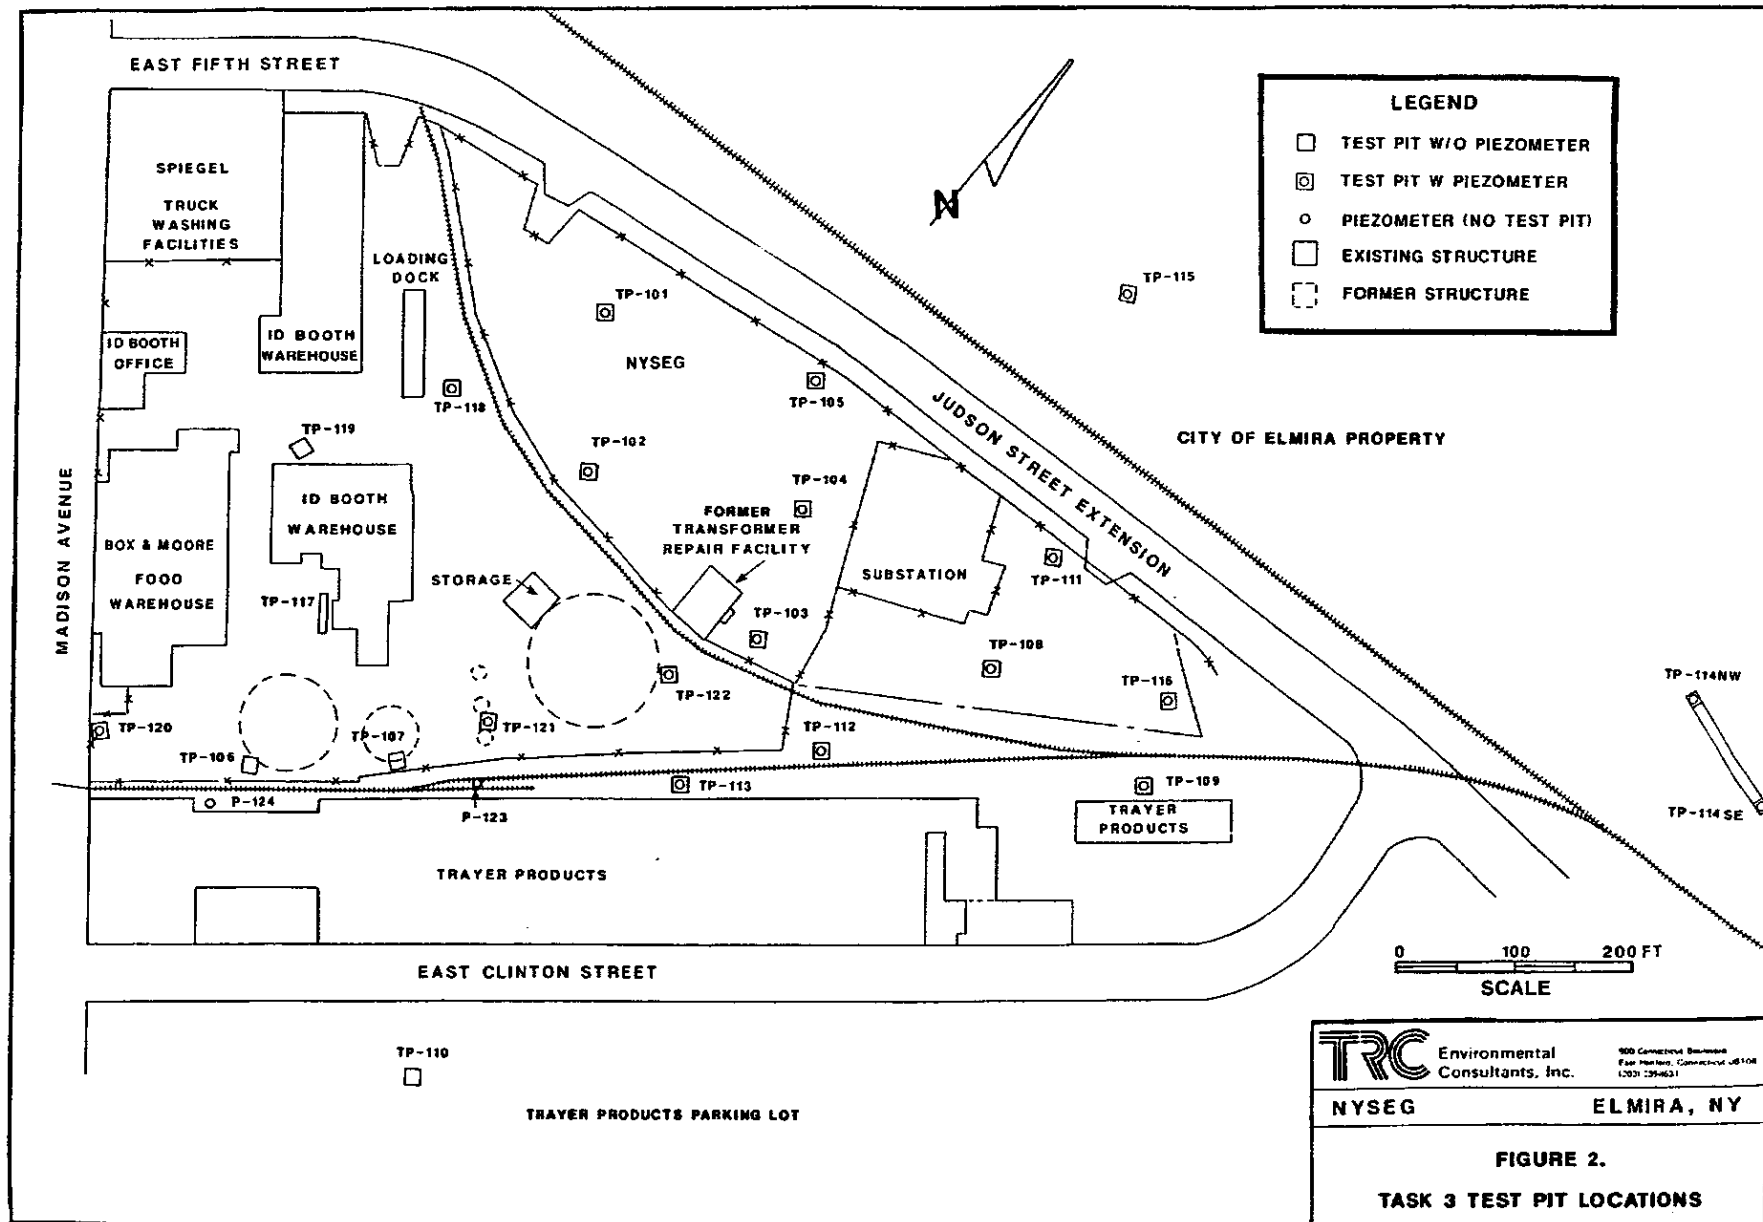 EAST FIFTH STREET
LEGEND
TEST PIT W/O PIEZOMETER
TEST PIT W PIEZOMETER
PIEZOMETER (NO TEST PIT)
EXISTING STRUCTURE
FORMER STRUCTURE
N
SPIEGEL
TRUCK
WASHING
FACILITIES
LOADING
DOCK
ID BOOTH
OFFICE
ID BOOTH
WAREHOUSE
TP-101
NYSEG
TP-115
TP-118
TP-105
JUDSON STREET EXTENSION
CITY OF ELMIRA PROPERTY
TP-119
TP-102
TP-104
MADISON AVENUE
BOX & MOORE
FOOD
WAREHOUSE
ID BOOTH
WAREHOUSE
FORMER
TRANSFORMER
REPAIR FACILITY
STORAGE
SUBSTATION
TP-111
TP-117
TP-103
TP-108
TP-122
TP-116
TP-114NW
TP-120
TP-106
TP-107
TP-121
TP-112
P-124
P-123
TP-113
TP-109
TRAYER
PRODUCTS
TP-114 SE
TRAYER PRODUCTS
EAST CLINTON STREET
0 100 200 FT
SCALE
TP-110
TRAYER PRODUCTS PARKING LOT
TRC Environmental
Consultants, Inc.
NYSEG ELMIRA, NY
FIGURE 2.
TASK 3 TEST PIT LOCATIONS